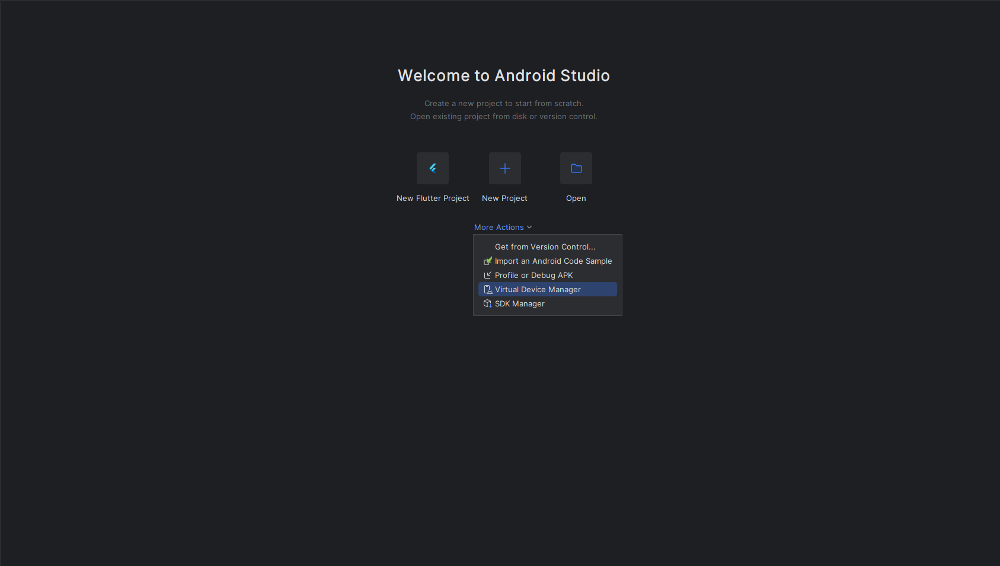 Welcome to Android Studio
Create a new project to start from scratch.
Open existing project from disk or version control.
New Flutter Project
New Project
Open
More Actions
Get from Version Control...
Import an Android Code Sample
Profile or Debug APK
Virtual Device Manager
SDK Manager